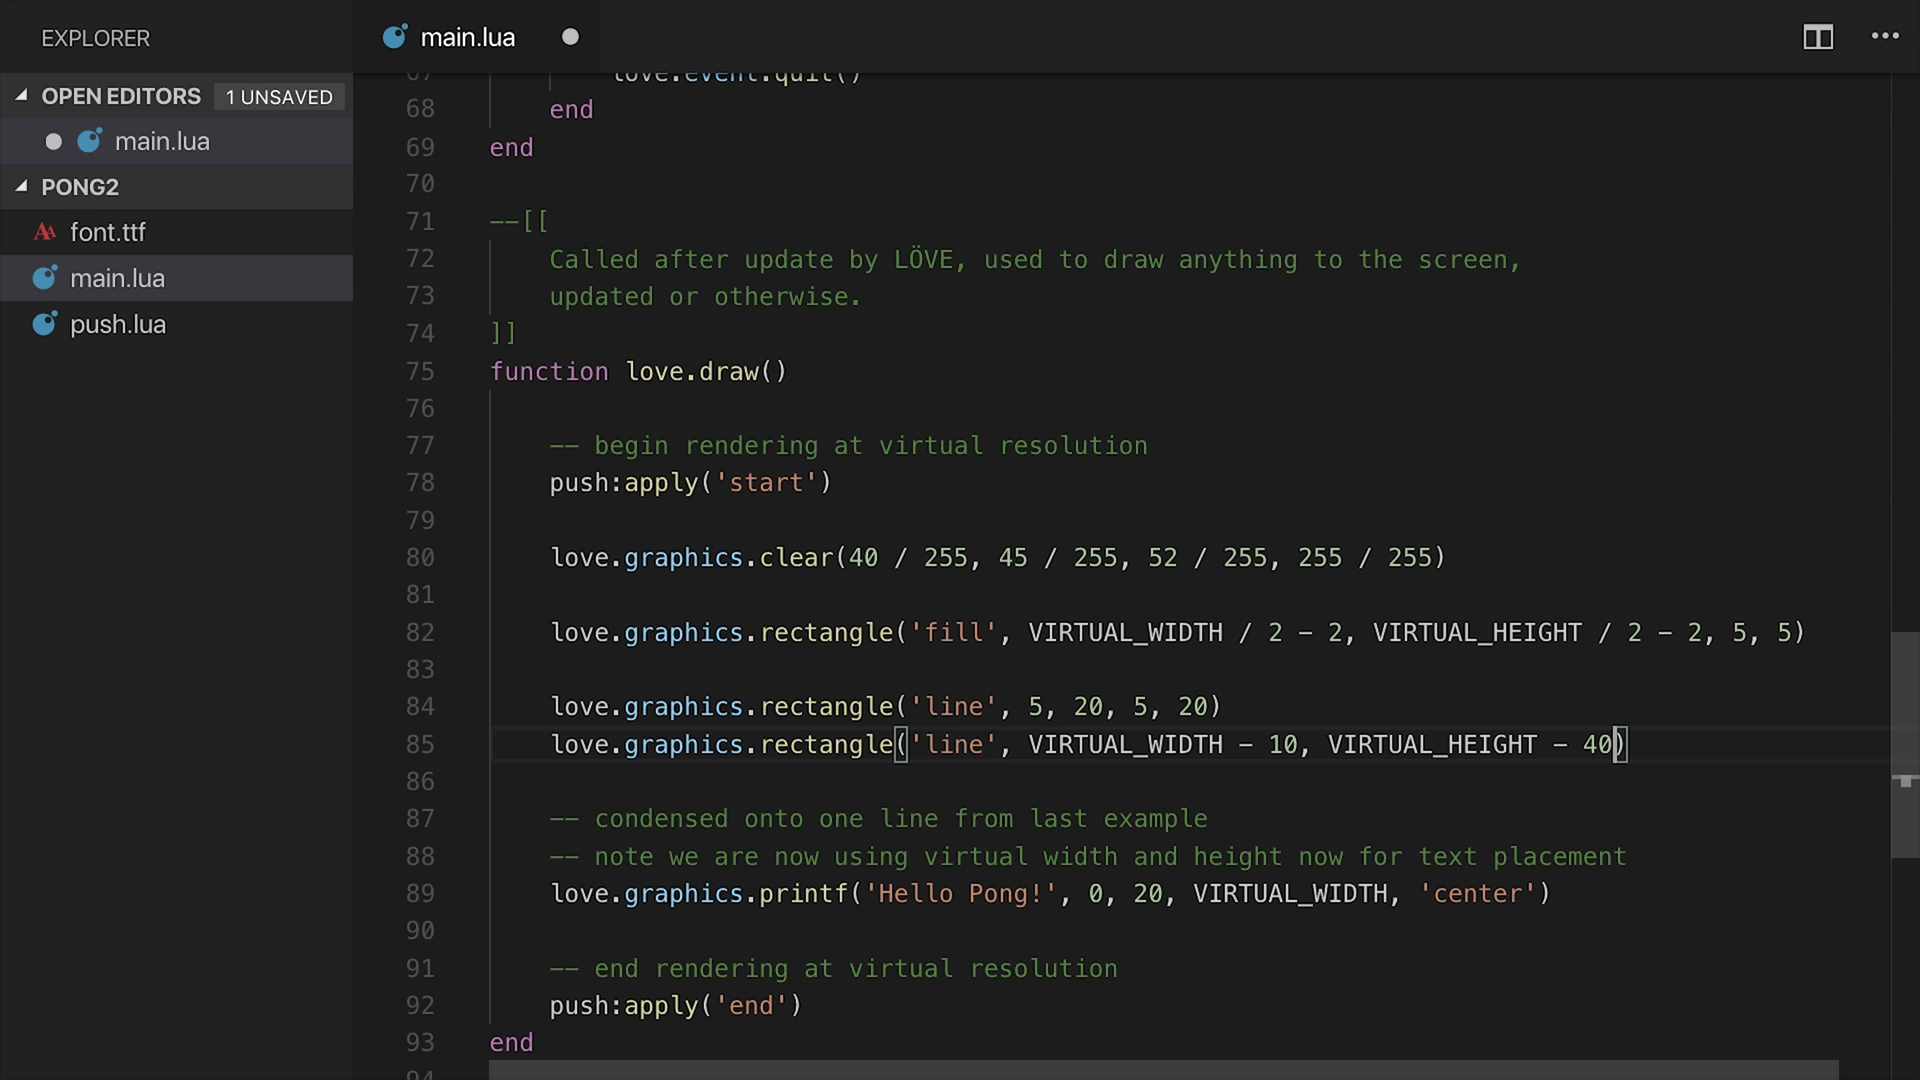 EXPLORER
main.lua
OPEN EDITORS 1 UNSAVED
main.lua
PONG2
font.ttf
main.lua
push.lua
67 love.event.quit()
68 end
69 end
70
71 --[[
72 Called after update by LÖVE, used to draw anything to the screen,
73 updated or otherwise.
74 ]]
75 function love.draw()
76
77 -- begin rendering at virtual resolution
78 push:apply('start')
79
80 love.graphics.clear(40 / 255, 45 / 255, 52 / 255, 255 / 255)
81
82 love.graphics.rectangle('fill', VIRTUAL_WIDTH / 2 - 2, VIRTUAL_HEIGHT / 2 - 2, 5, 5)
83
84 love.graphics.rectangle('line', 5, 20, 5, 20)
85 love.graphics.rectangle('line', VIRTUAL_WIDTH - 10, VIRTUAL_HEIGHT - 40)
86
87 -- condensed onto one line from last example
88 -- note we are now using virtual width and height now for text placement
89 love.graphics.printf('Hello Pong!', 0, 20, VIRTUAL_WIDTH, 'center')
90
91 -- end rendering at virtual resolution
92 push:apply('end')
93 end
94